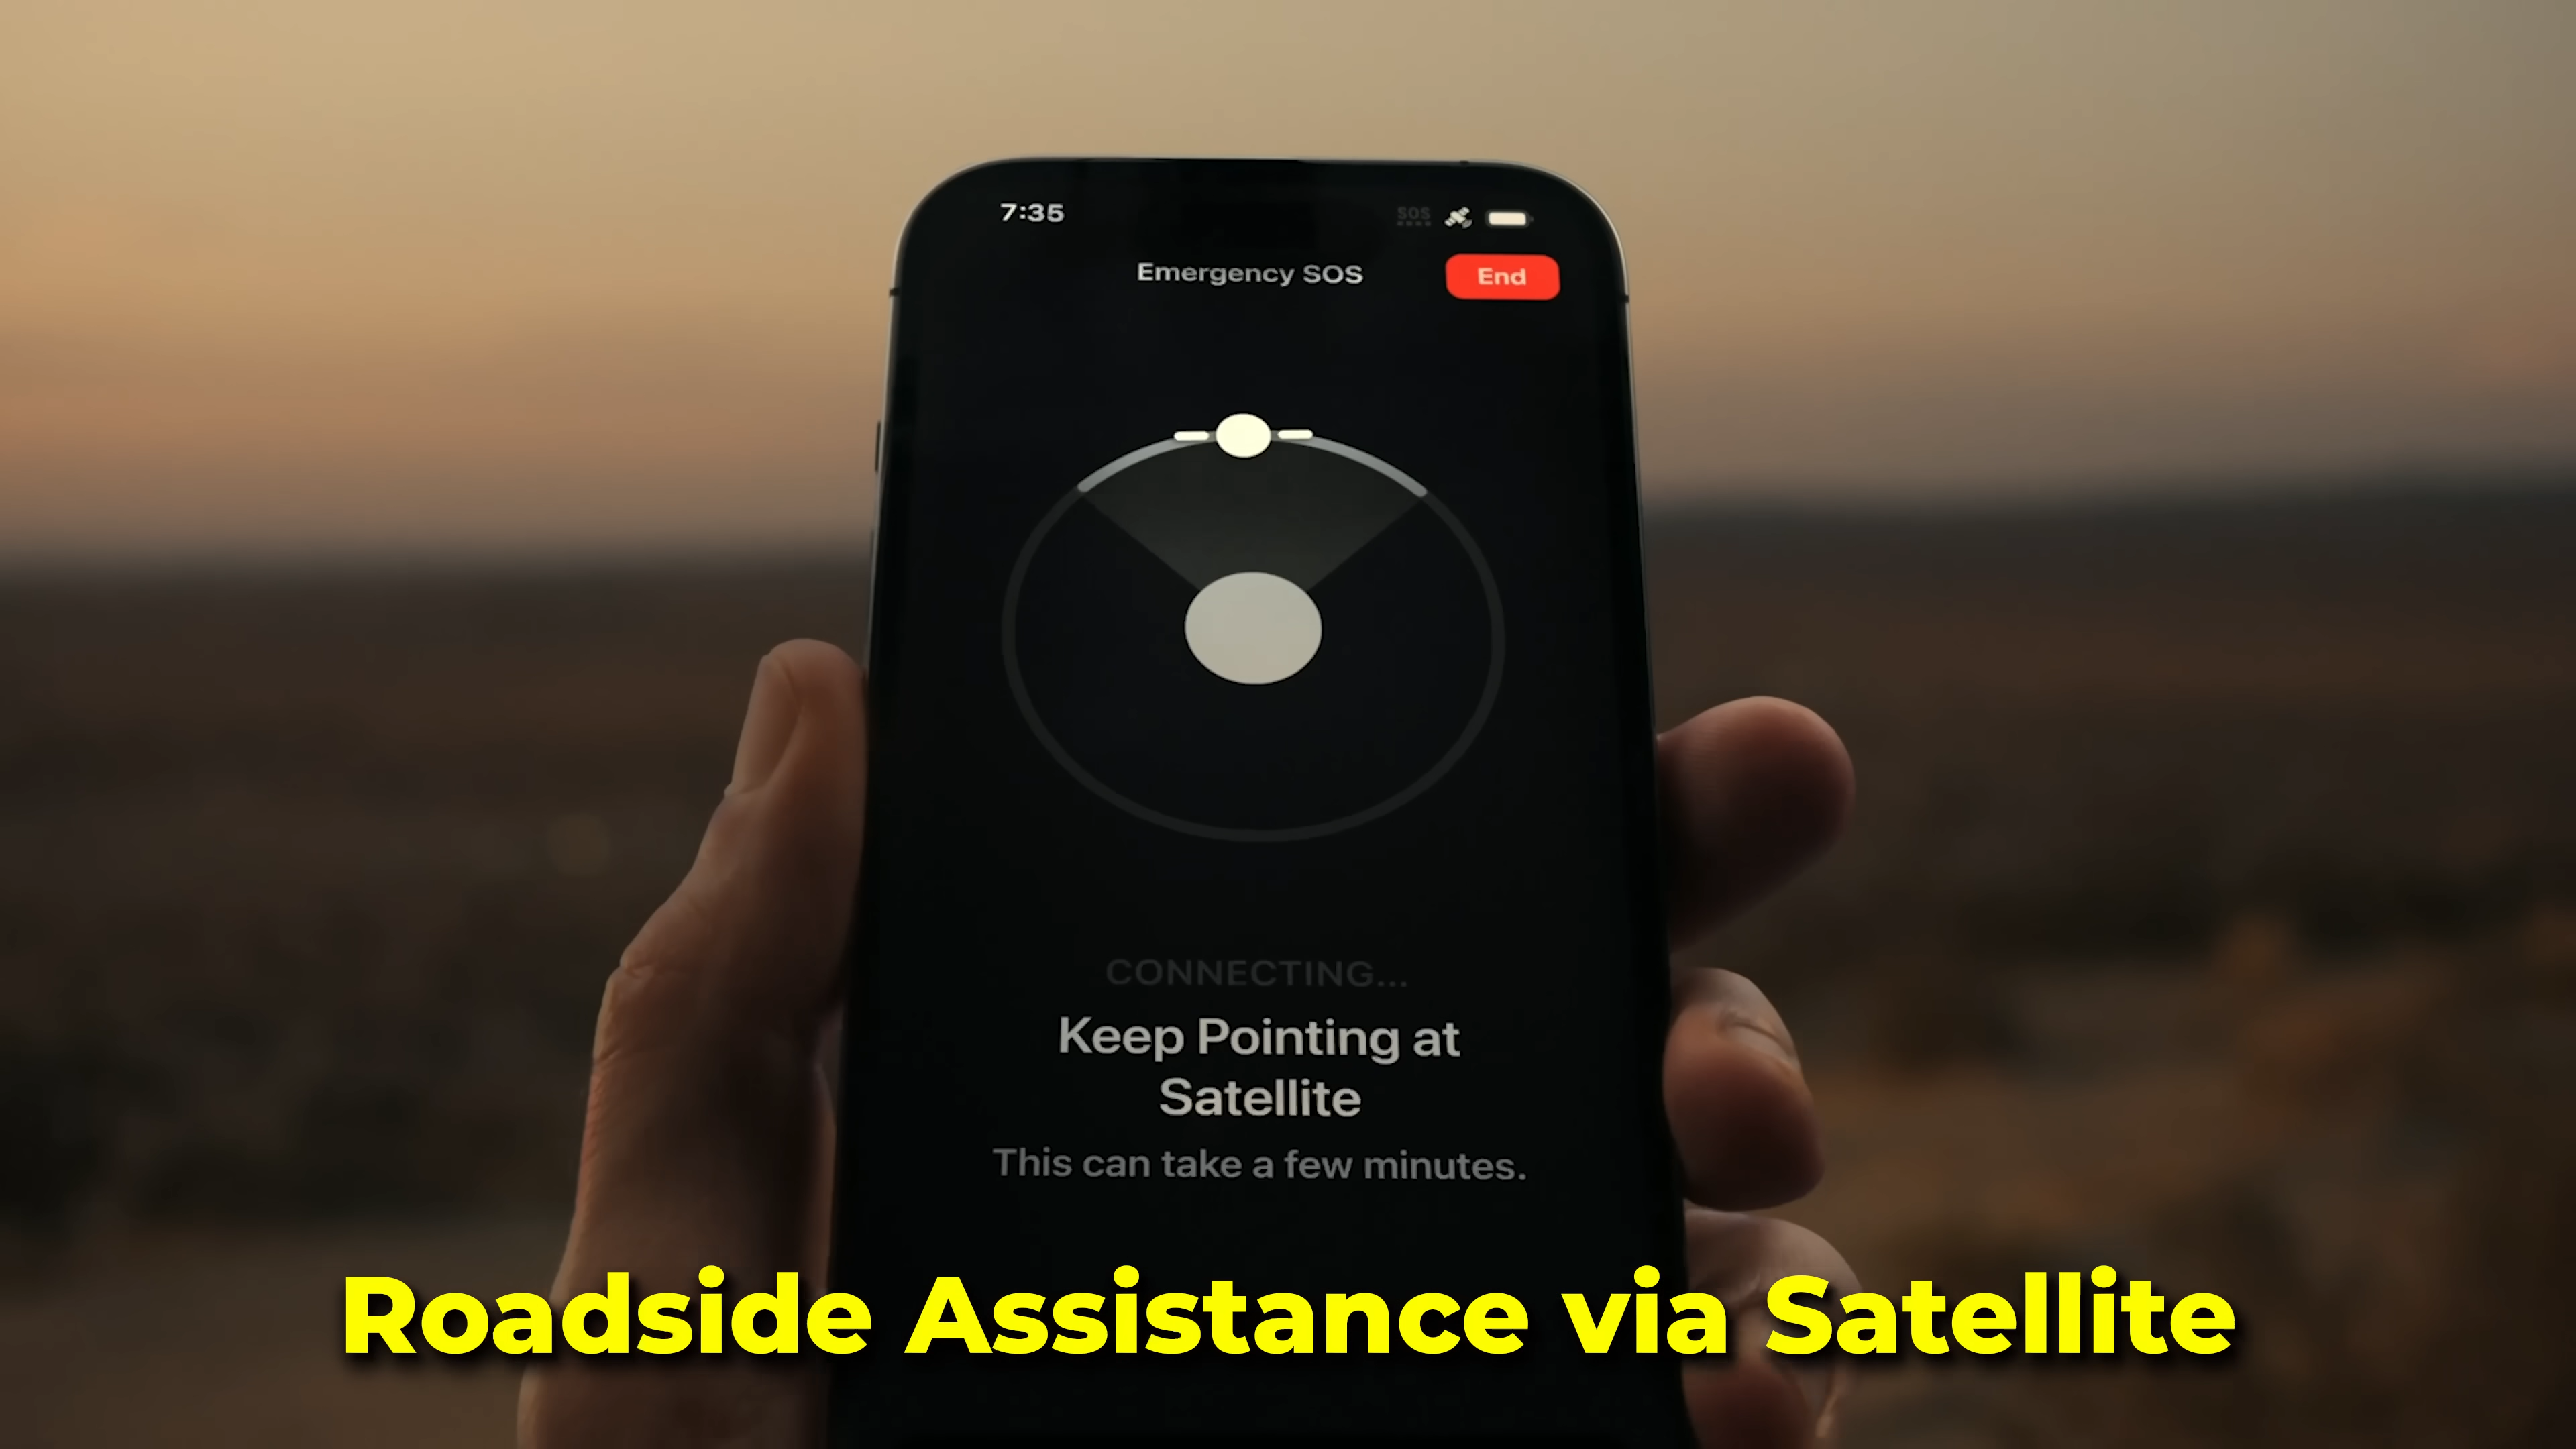 7:35
SOS
Emergency SOS
End
CONNECTING...
Keep Pointing at
Satellite
This can take a few minutes.
Roadside Assistance via Satellite